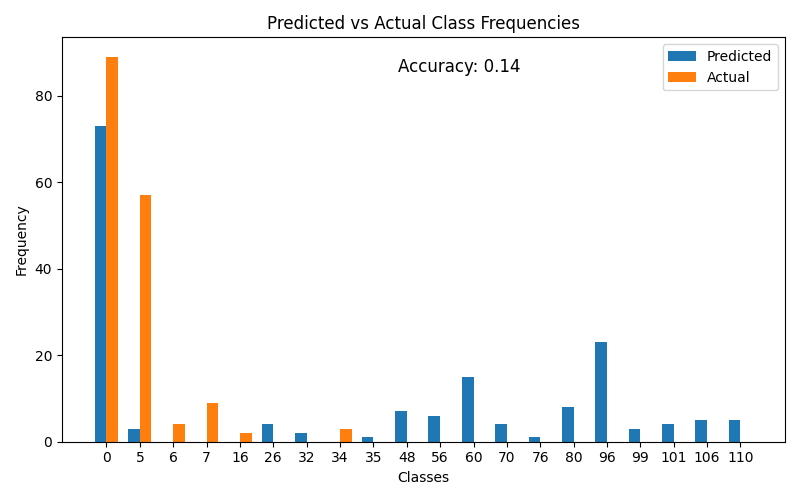 Predicted vs Actual Class Frequencies
Accuracy: 0.14
Predicted
Actual
Frequency
80
60
40
20
0
0 5 6 7 16 26 32 34 35 48 56 60 70 76 80 96 99 101 106 110
Classes